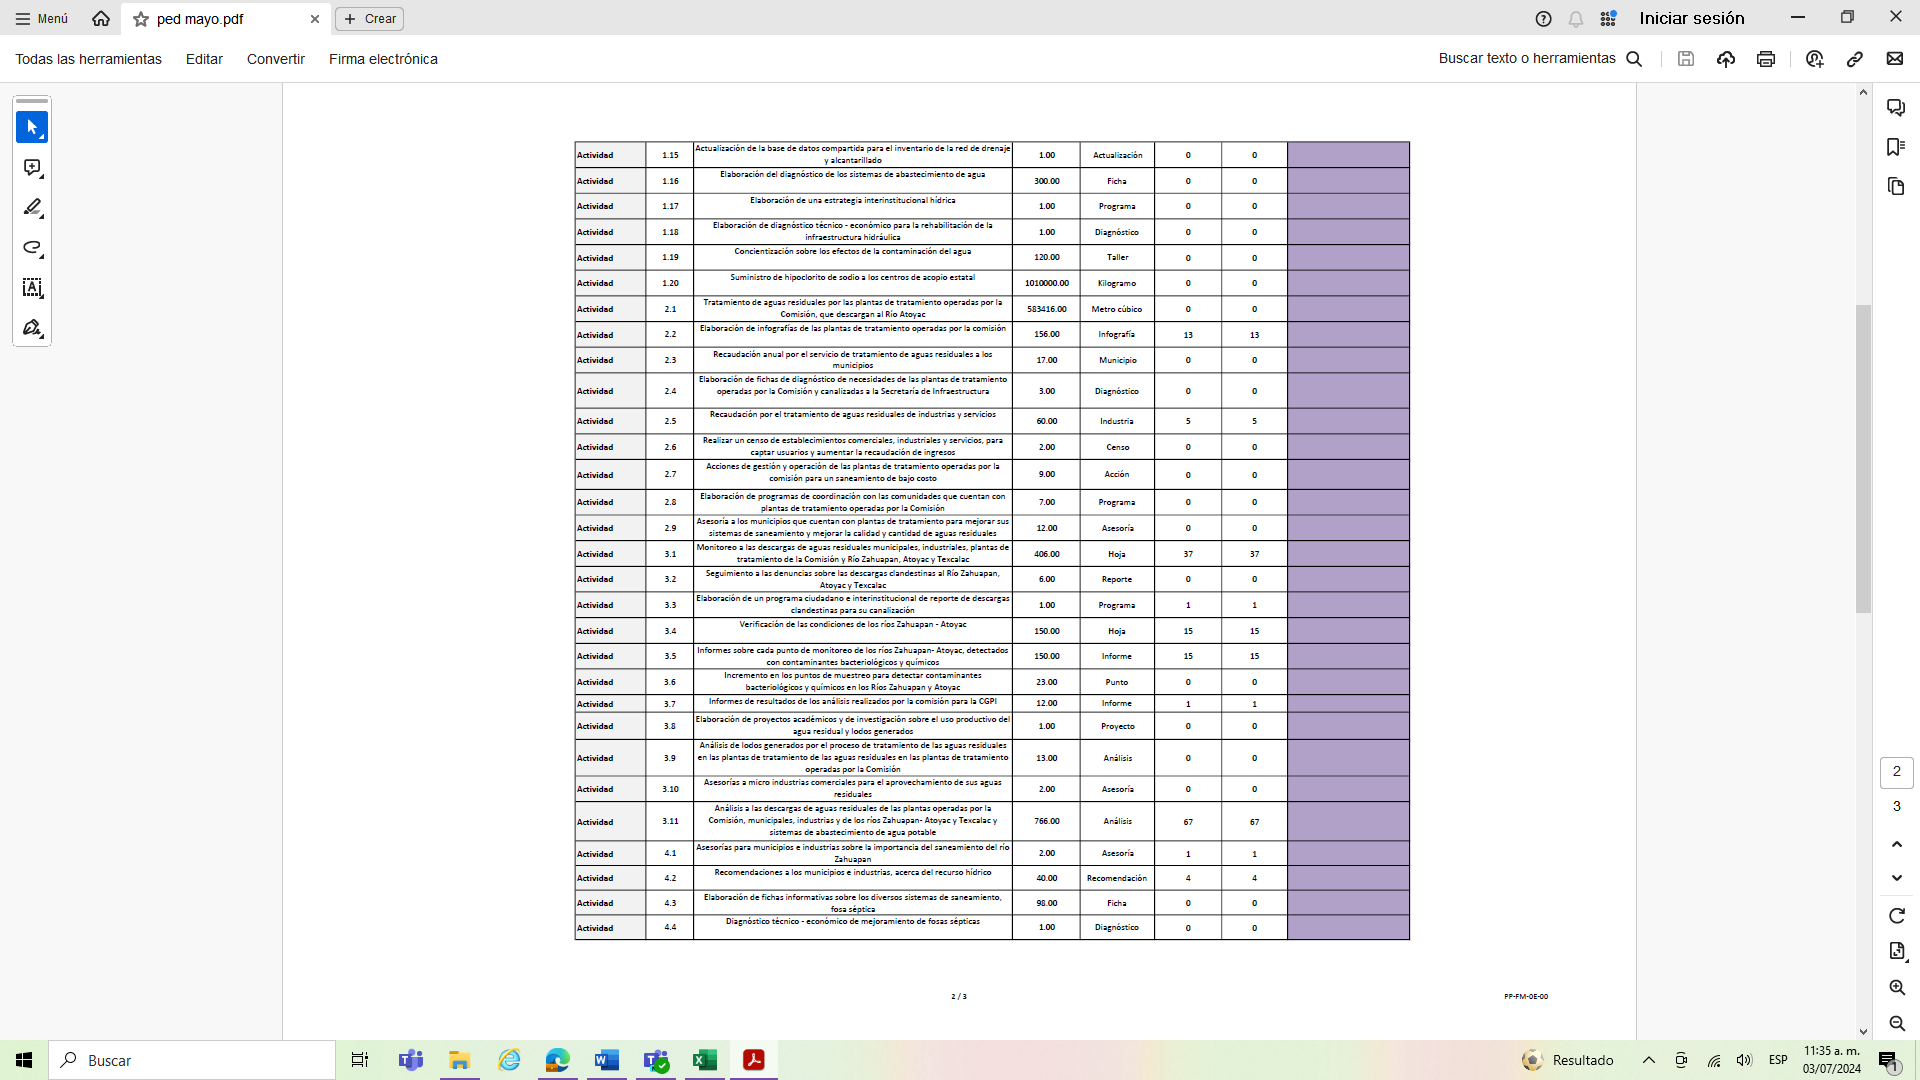 Menú
ped mayo.pdf
Crear
Iniciar sesión
Todas las herramientas
Editar
Convertir
Firma electrónica
Buscar texto o herramientas
Actividad 1.15 Actualización de la base de datos compartida para el inventario de la red de drenaje 1.00 Actualización 0 0
y alcantarillado
Actividad 1.16 Elaboración del diagnóstico de los sistemas de abastecimiento de agua 300.00 Ficha 0 0
Actividad 1.17 Elaboración de una estrategia interinstitucional hídrica 1.00 Programa 0 0
Actividad 1.18 Elaboración de diagnóstico técnico - económico para la rehabilitación de la 1.00 Diagnóstico 0 0
infraestructura hidráulica
Actividad 1.19 Concientización sobre los efectos de la contaminación del agua 120.00 Taller 0 0
Actividad 1.20 Suministro de hipoclorito de sodio a los centros de acopio estatal 1010000.00 Kilogramo 0 0
Actividad 2.1 Tratamiento de aguas residuales por las plantas de tratamiento operadas por la 583416.00 Metro cúbico 0 0
Comisión, que descargan al Río Atoyac
Actividad 2.2 Elaboración de infografías de las plantas de tratamiento operadas por la comisión 156.00 Infografía 13 13
Actividad 2.3 Recaudación anual por el servicio de tratamiento de aguas residuales a los 17.00 Municipio 0 0
municipios
Actividad 2.4 Elaboración de fichas de diagnóstico de necesidades de las plantas de tratamiento 3.00 Diagnóstico 0 0
operadas por la Comisión y canalizadas a la Secretaría de Infraestructura
Actividad 2.5 Recaudación por el tratamiento de aguas residuales de industrias y servicios 60.00 Industria 5 5
Actividad 2.6 Realizar un censo de establecimientos comerciales, industriales y servicios, para 2.00 Censo 0 0
captar usuarios y aumentar la recaudación de ingresos
Actividad 2.7 Acciones de gestión y operación de las plantas de tratamiento operadas por la 9.00 Acción 0 0
comisión para un saneamiento de bajo costo
Actividad 2.8 Elaboración de programas de coordinación con las comunidades que cuentan con 7.00 Programa 0 0
plantas de tratamiento operadas por la Comisión
Actividad 2.9 Asesoría a los municipios que cuentan con plantas de tratamiento para mejorar sus 12.00 Asesoría 0 0
sistemas de saneamiento y mejorar la calidad y cantidad de aguas residuales
Actividad 3.1 Monitoreo a las descargas de aguas residuales municipales, industriales, plantas de 406.00 Hoja 37 37
tratamiento de la Comisión y Río Zahuapan, Atoyac y Texcalac
Actividad 3.2 Seguimiento a las denuncias sobre las descargas clandestinas al Río Zahuapan, 6.00 Reporte 0 0
Atoyac y Texcalac
Actividad 3.3 Elaboración de un programa ciudadano e interinstitucional de reporte de descargas 1.00 Programa 1 1
clandestinas para su canalización
Actividad 3.4 Verificación de las condiciones de los ríos Zahuapan - Atoyac 150.00 Hoja 15 15
Actividad 3.5 Informes sobre cada punto de monitoreo de los ríos Zahuapan- Atoyac, detectados 150.00 Informe 15 15
con contaminantes bacteriológicos y químicos
Actividad 3.6 Incremento en los puntos de muestreo para detectar contaminantes 23.00 Punto 0 0
bacteriológicos y químicos en los Ríos Zahuapan y Atoyac
Actividad 3.7 Informes de resultados de los análisis realizados por la comisión para la CGPI 12.00 Informe 1 1
Actividad 3.8 Elaboración de proyectos académicos y de investigación sobre el uso productivo del 1.00 Proyecto 0 0
agua residual y lodos generados
Actividad 3.9 Análisis de lodos generados por el proceso de tratamiento de las aguas residuales 13.00 Análisis 0 0
en las plantas de tratamiento de las aguas residuales en las plantas de tratamiento
operadas por la Comisión
Actividad 3.10 Asesorías a micro industrias comerciales para el aprovechamiento de sus aguas 2.00 Asesoría 0 0
residuales
Actividad 3.11 Análisis a las descargas de aguas residuales de las plantas operadas por la 766.00 Análisis 67 67
Comisión, municipales, industrias y de los ríos Zahuapan- Atoyac y Texcalac y
sistemas de abastecimiento de agua potable
Actividad 4.1 Asesorías para municipios e industrias sobre la importancia del saneamiento del río 2.00 Asesoría 1 1
Zahuapan
Actividad 4.2 Recomendaciones a los municipios e industrias, acerca del recurso hídrico 40.00 Recomendación 4 4
Actividad 4.3 Elaboración de fichas informativas sobre los diversos sistemas de saneamiento, 98.00 Ficha 0 0
fosa séptica
Actividad 4.4 Diagnóstico técnico - económico de mejoramiento de fosas sépticas 1.00 Diagnóstico 0 0
2 / 3
PP-FM-0E-00
2
3
Buscar
Resultado
ESP
11:35 a. m.
03/07/2024
1